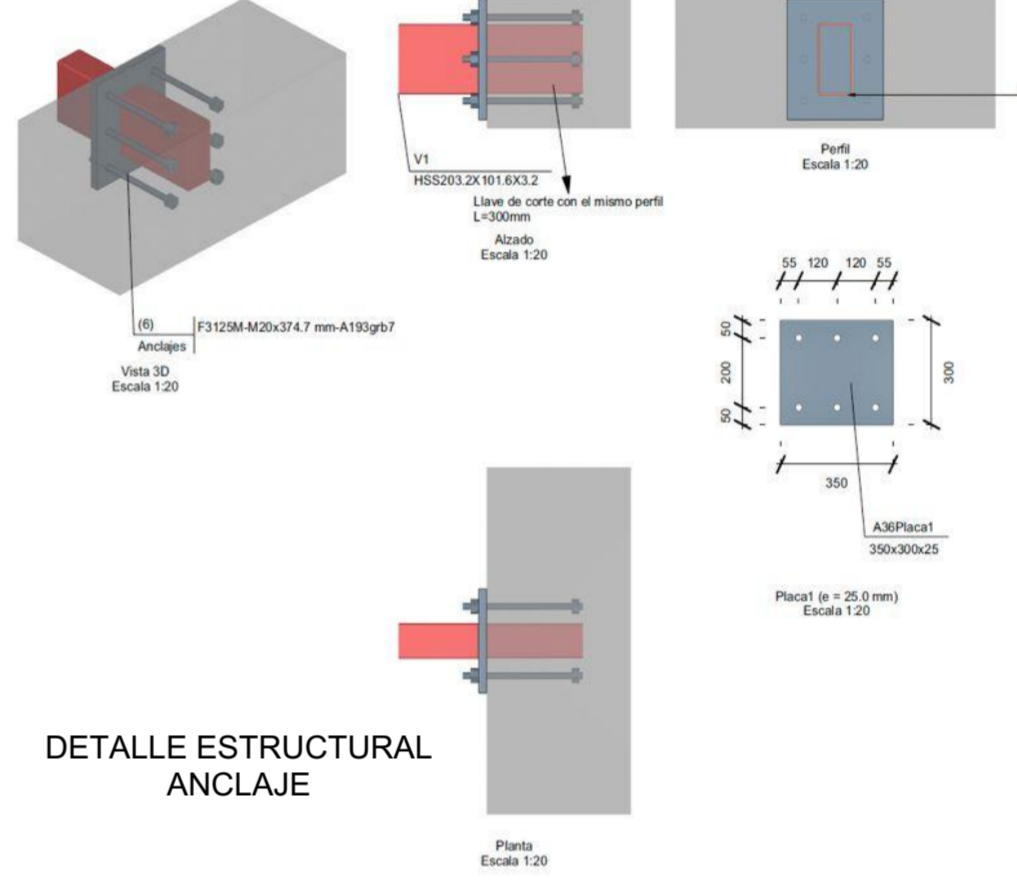 V1
HSS203.2X101.6X3.2
Llave de corte con el mismo perfil
L=300mm
Alzado
Escala 1:20
Perfil
Escala 1:20
(6)
F3125M-M20x374.7 mm-A193grb7
Anclajes
Vista 3D
Escala 1:20
55 120 120 55
50
200
50
300
350
A36Placa1
350x300x25
Placa1 (e = 25.0 mm)
Escala 1:20
DETALLE ESTRUCTURAL
ANCLAJE
Planta
Escala 1:20